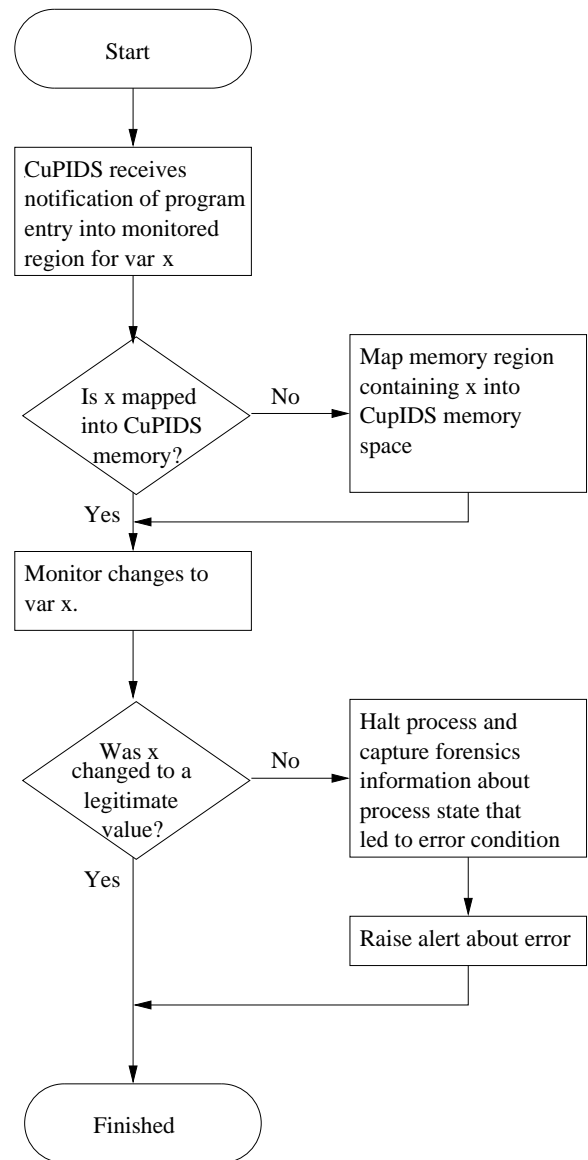 Start
CuPIDS receives
notification of program
entry into monitored
region for var x
Is x mapped
into CuPIDS
memory?
No
Map memory region
containing x into
CupIDS memory
space
Yes
Monitor changes to
var x.
Was x
changed to a
legitimate
value?
No
Halt process and
capture forensics
information about
process state that
led to error condition
Yes
Raise alert about error
Finished